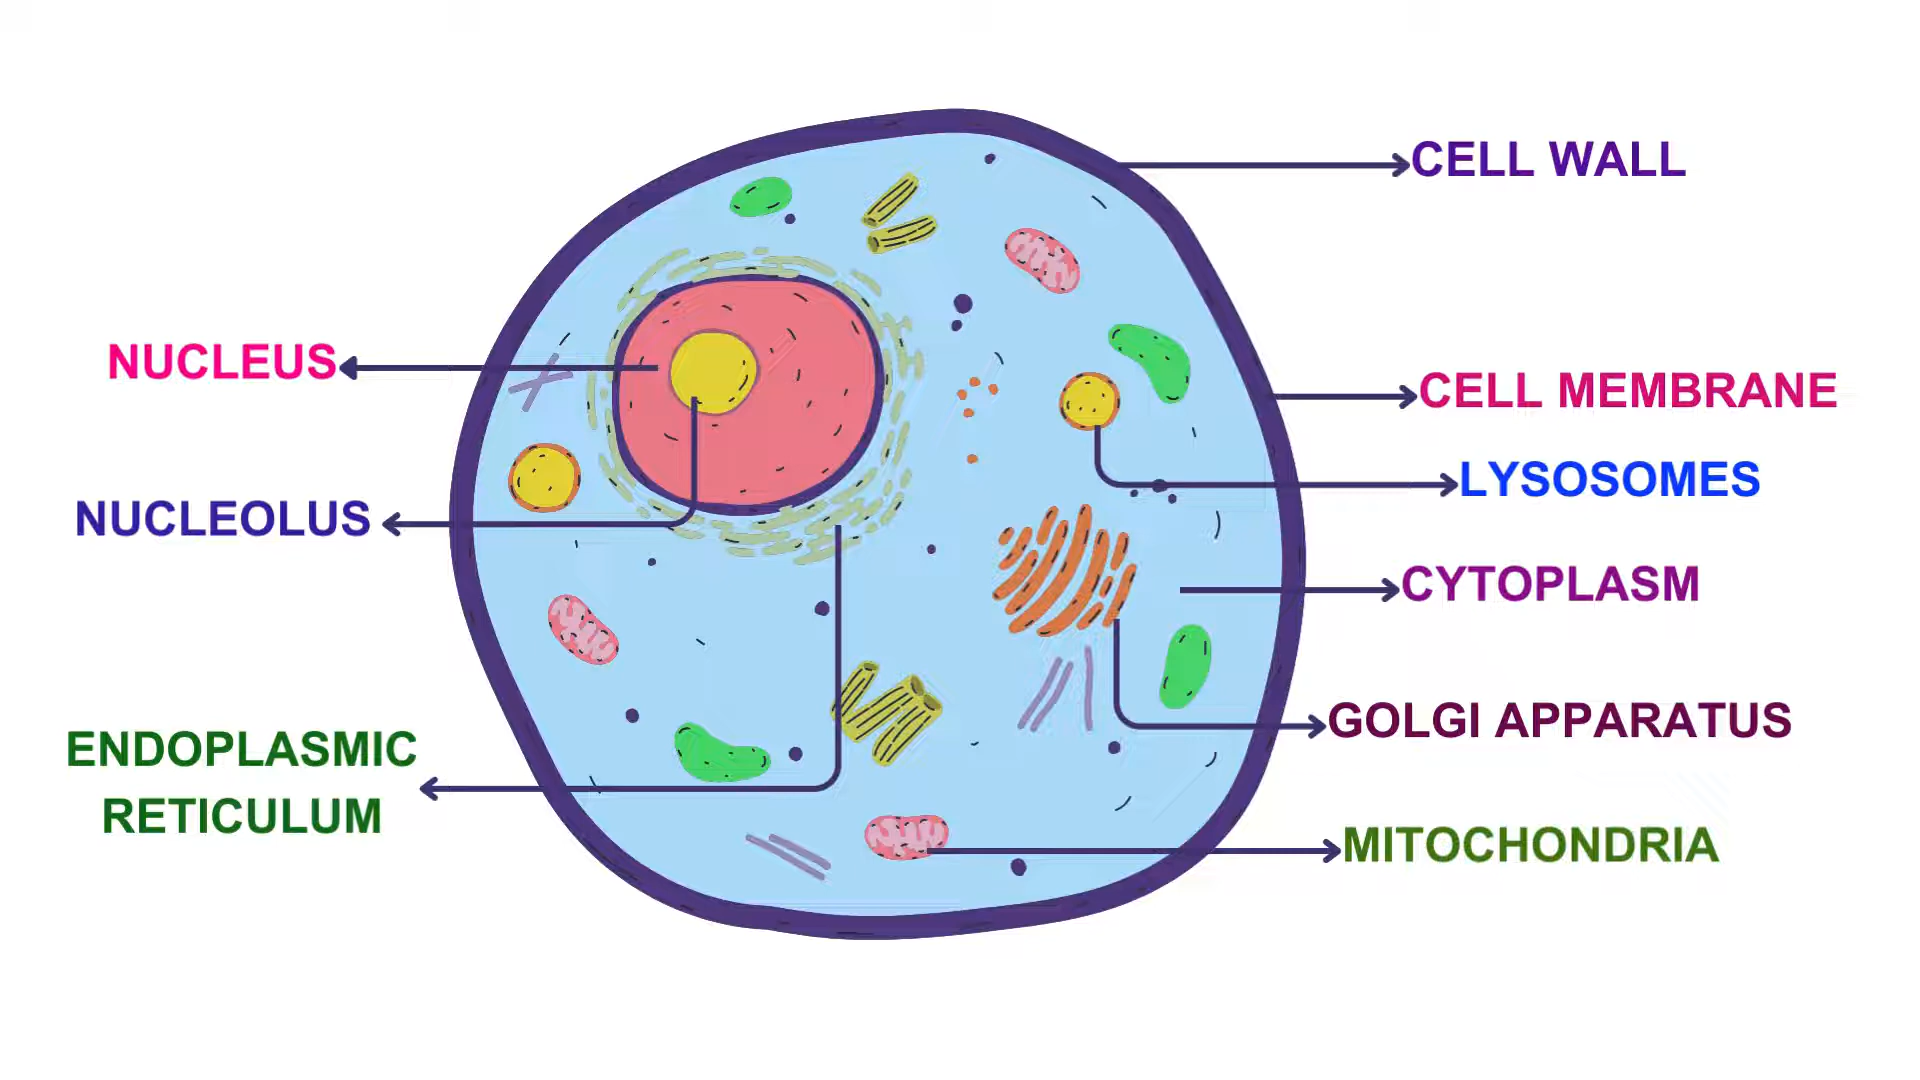 CELL WALL
NUCLEUS
CELL MEMBRANE
LYSOSOMES
NUCLEOLUS
CYTOPLASM
GOLGI APPARATUS
ENDOPLASMIC
RETICULUM
MITOCHONDRIA